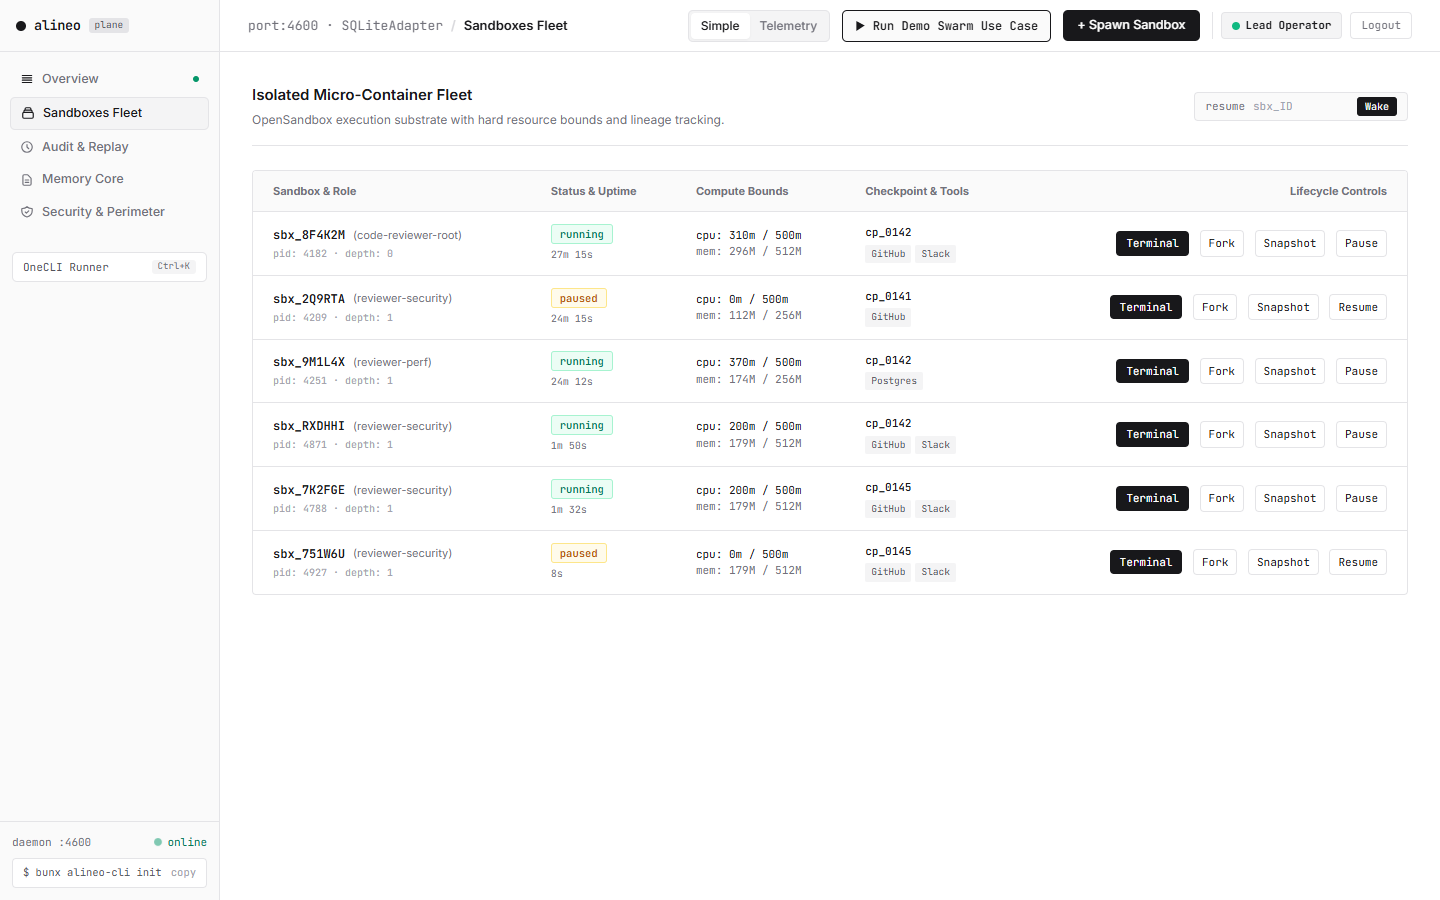 alineo plane
Overview
Sandboxes Fleet
Audit & Replay
Memory Core
Security & Perimeter
OneCLI Runner Ctrl+K
daemon :4600 online
$ bunx alineo-cli init copy
port:4600 · SQLiteAdapter / Sandboxes Fleet
Simple Telemetry
▶ Run Demo Swarm Use Case
+ Spawn Sandbox
Lead Operator
Logout
Isolated Micro-Container Fleet
OpenSandbox execution substrate with hard resource bounds and lineage tracking.
resume sbx_ID Wake
Sandbox & Role Status & Uptime Compute Bounds Checkpoint & Tools Lifecycle Controls
sbx_8F4K2M (code-reviewer-root) running cpu: 310m / 500m cp_0142 Terminal Fork Snapshot Pause
pid: 4182 · depth: 0 27m 15s mem: 296M / 512M GitHub Slack
sbx_2Q9RTA (reviewer-security) paused cpu: 0m / 500m cp_0141 Terminal Fork Snapshot Resume
pid: 4209 · depth: 1 24m 15s mem: 112M / 256M GitHub
sbx_9M1L4X (reviewer-perf) running cpu: 370m / 500m cp_0142 Terminal Fork Snapshot Pause
pid: 4251 · depth: 1 24m 12s mem: 174M / 256M Postgres
sbx_RXDHHI (reviewer-security) running cpu: 200m / 500m cp_0142 Terminal Fork Snapshot Pause
pid: 4871 · depth: 1 1m 50s mem: 179M / 512M GitHub Slack
sbx_7K2FGE (reviewer-security) running cpu: 200m / 500m cp_0145 Terminal Fork Snapshot Pause
pid: 4788 · depth: 1 1m 32s mem: 179M / 512M GitHub Slack
sbx_751W6U (reviewer-security) paused cpu: 0m / 500m cp_0145 Terminal Fork Snapshot Resume
pid: 4927 · depth: 1 8s mem: 179M / 512M GitHub Slack